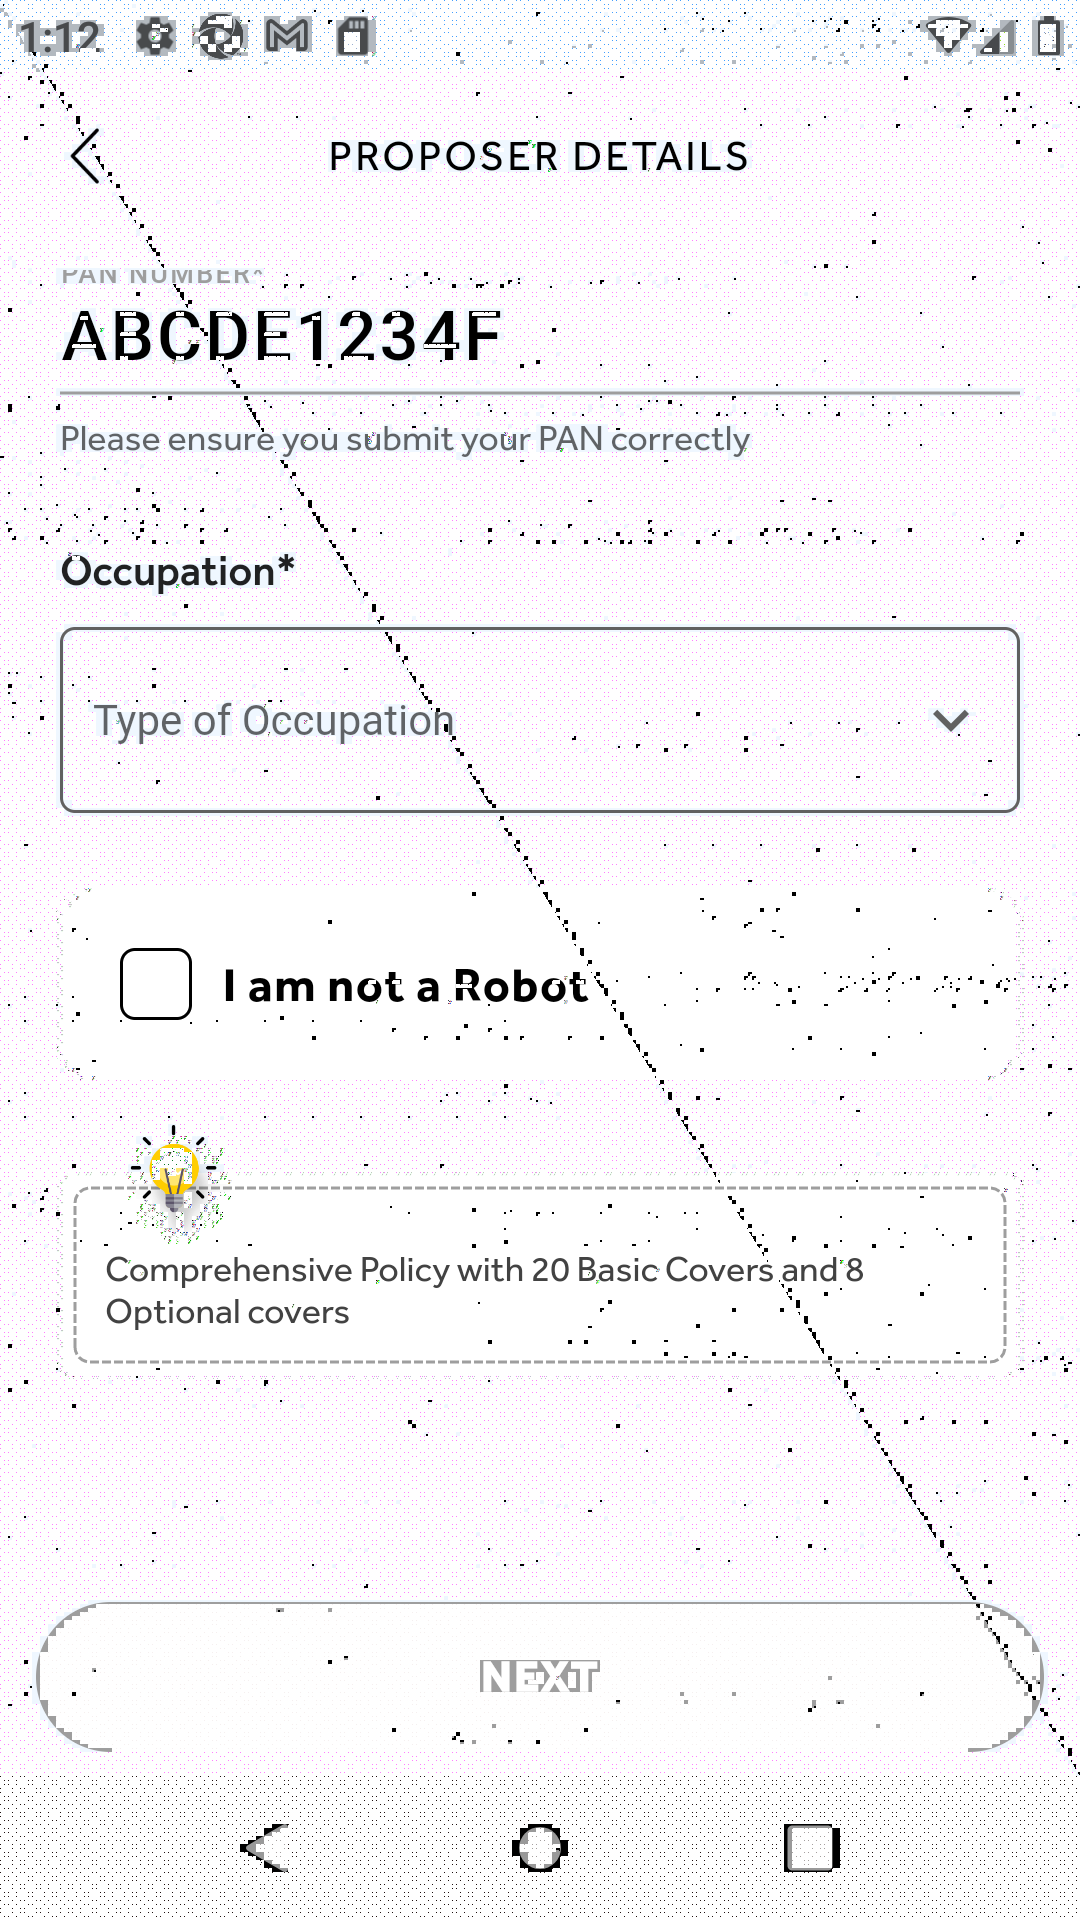 1:12
PROPOSER DETAILS
PAN NUMBER*
ABCDE1234F
Please ensure you submit your PAN correctly
Occupation*
Type of Occupation
I am not a Robot
Comprehensive Policy with 20 Basic Covers and 8
Optional covers
NEXT